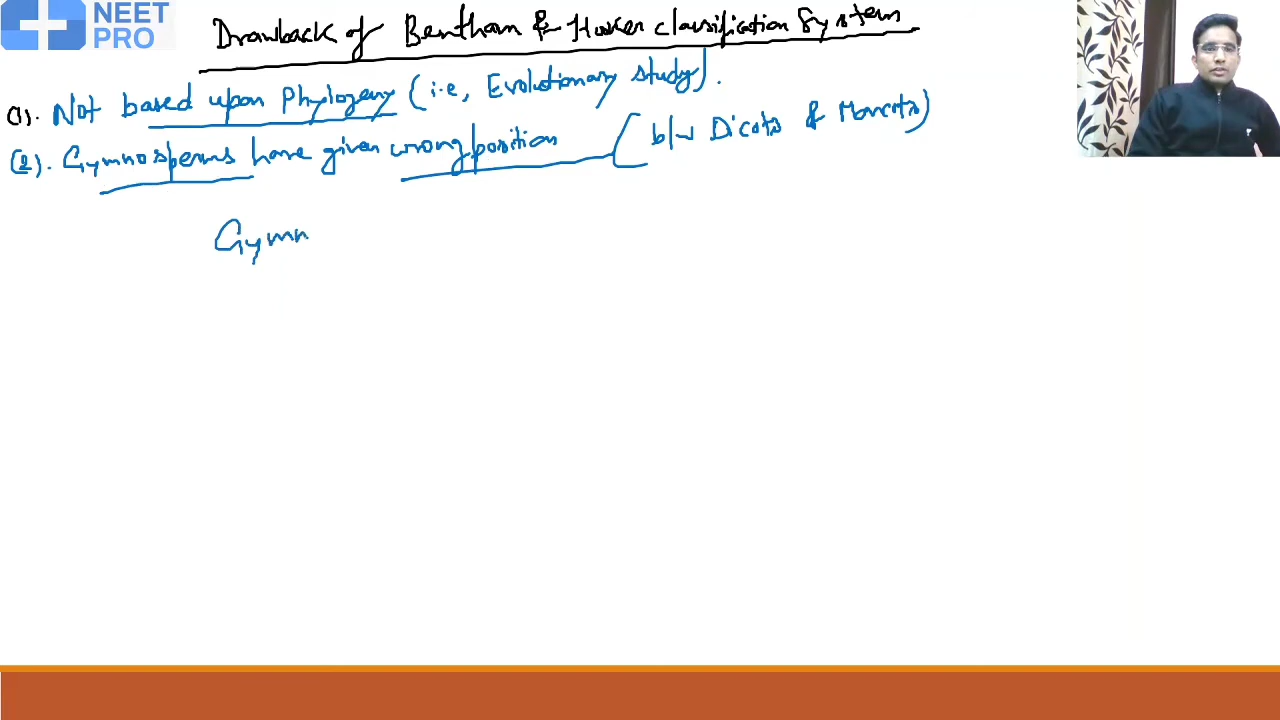 NEET
PRO
Drawback of Bentham & Hooker classification System
(1). Not based upon Phylogeny (i.e, Evolutionary study).
(2). Gymnosperms have given wrong position (b/w Dicots & Monocots)
Gymn